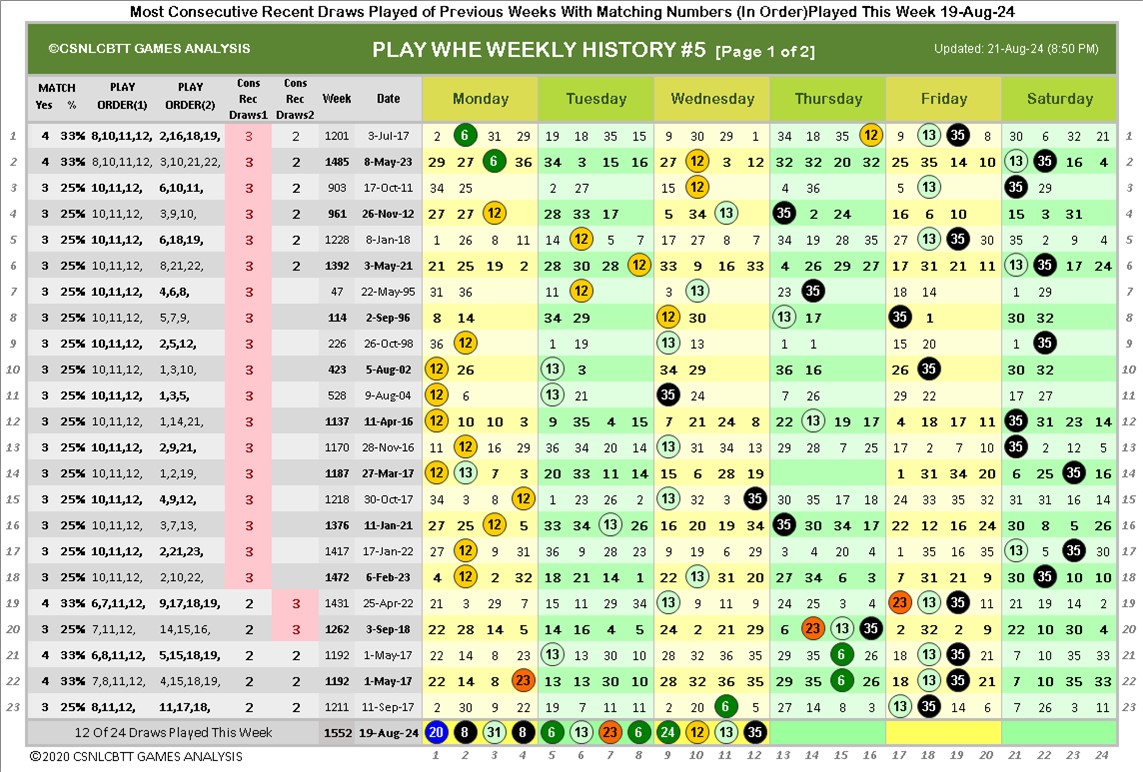 Most Consecutive Recent Draws Played of Previous Weeks With Matching Numbers (In Order)Played This Week 19-Aug-24
©CSNLCBTT GAMES ANALYSIS PLAY WHE WEEKLY HISTORY #5 [Page 1 of 2] Updated: 21-Aug-24 (8:50 PM)
MATCH Yes % PLAY ORDER(1) PLAY ORDER(2) Cons Rec Draws1 Cons Rec Draws2 Week Date Monday Tuesday Wednesday Thursday Friday Saturday
1 4 33% 8,10,11,12, 2,16,18,19, 3 2 1201 3-Jul-17 2 6 31 29 19 18 35 15 9 30 29 1 34 18 35 12 9 13 35 8 30 6 32 21 1
2 4 33% 8,10,11,12, 3,10,21,22, 3 2 1485 8-May-23 29 27 6 36 34 3 15 16 27 12 3 12 32 32 20 32 25 35 14 10 13 35 16 4 2
3 3 25% 10,11,12, 6,10,11, 3 2 903 17-Oct-11 34 25 2 27 15 12 4 36 5 13 35 29 3
4 3 25% 10,11,12, 3,9,10, 3 2 961 26-Nov-12 27 27 12 28 33 17 5 34 13 35 2 24 16 6 10 15 3 31 4
5 3 25% 10,11,12, 6,18,19, 3 2 1228 8-Jan-18 1 26 8 11 14 12 5 7 17 27 8 7 34 19 28 35 27 13 35 30 35 2 9 4 5
6 3 25% 10,11,12, 8,21,22, 3 2 1392 3-May-21 21 25 19 2 28 30 28 12 33 9 16 33 4 26 29 27 17 31 21 11 13 35 17 24 6
7 3 25% 10,11,12, 4,6,8, 3 47 22-May-95 31 36 11 12 3 13 23 35 18 14 1 29 7
8 3 25% 10,11,12, 5,7,9, 3 114 2-Sep-96 8 14 34 29 12 30 13 17 35 1 30 32 8
9 3 25% 10,11,12, 2,5,12, 3 226 26-Oct-98 36 12 1 19 13 13 1 1 15 20 1 35 9
10 3 25% 10,11,12, 1,3,10, 3 423 5-Aug-02 12 26 13 3 34 29 36 16 26 35 30 32 10
11 3 25% 10,11,12, 1,3,5, 3 528 9-Aug-04 12 6 13 21 35 24 7 26 29 22 17 27 11
12 3 25% 10,11,12, 1,14,21, 3 1137 11-Apr-16 12 10 10 3 9 35 4 15 7 21 24 8 22 13 19 17 4 18 17 11 35 31 23 14 12
13 3 25% 10,11,12, 2,9,21, 3 1170 28-Nov-16 11 12 16 29 36 34 20 14 13 31 34 13 29 28 7 25 17 2 7 10 35 2 12 5 13
14 3 25% 10,11,12, 1,2,19, 3 1187 27-Mar-17 12 13 7 3 20 33 11 14 15 6 28 19 1 31 34 20 6 25 35 16 14
15 3 25% 10,11,12, 4,9,12, 3 1218 30-Oct-17 34 3 8 12 1 23 26 2 13 32 3 35 30 35 17 18 24 33 35 8 31 31 16 14 15
16 3 25% 10,11,12, 3,7,13, 3 1376 11-Jan-21 27 25 12 5 33 34 13 26 16 20 19 34 35 30 34 17 22 12 16 24 30 8 5 26 16
17 3 25% 10,11,12, 2,21,23, 3 1417 17-Jan-22 27 12 9 31 36 9 28 23 9 19 6 29 3 4 20 4 1 35 16 35 13 5 35 30 17
18 3 25% 10,11,12, 2,10,22, 3 1472 6-Feb-23 4 12 2 32 18 21 14 1 22 13 31 20 27 34 6 3 7 31 21 9 30 35 10 10 18
19 4 33% 6,7,11,12, 9,17,18,19, 2 3 1431 25-Apr-22 21 3 29 7 15 11 29 34 13 9 11 9 24 25 3 4 23 13 35 11 21 19 14 2 19
20 3 25% 7,11,12, 14,15,16, 2 3 1262 3-Sep-18 22 28 14 5 14 16 4 5 24 2 21 29 6 23 13 35 2 32 2 9 22 10 30 4 20
21 4 33% 6,8,11,12, 5,15,18,19, 2 2 1192 1-May-17 22 14 8 23 13 13 30 10 28 32 36 35 29 35 6 26 18 13 35 21 7 10 35 33 21
22 4 33% 7,8,11,12, 4,15,18,19, 2 2 1192 1-May-17 22 14 8 23 13 13 30 10 28 32 36 35 29 35 6 26 18 13 35 21 7 10 35 33 22
23 3 25% 8,11,12, 11,17,18, 2 2 1211 11-Sep-17 2 30 9 22 19 7 11 11 2 20 6 5 27 14 8 3 13 35 14 6 7 26 3 11 23
12 Of 24 Draws Played This Week 1552 19-Aug-24 20 8 31 8 6 13 23 6 24 12 13 35
©2020 CSNLCBTT GAMES ANALYSIS 1 2 3 4 5 6 7 8 9 10 11 12 13 14 15 16 17 18 19 20 21 22 23 24